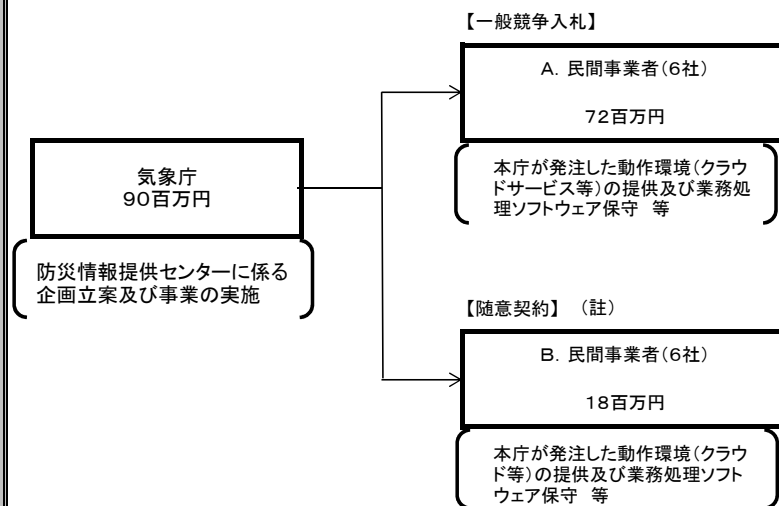 【一般競争入札】
A. 民間事業者(6社)
72百万円
本庁が発注した動作環境(クラウ
ドサービス等)の提供及び業務処
理ソフトウェア保守　等
気象庁
90百万円
防災情報提供センターに係る
企画立案及び事業の実施
【随意契約】　(註)
B. 民間事業者(6社)
18百万円
本庁が発注した動作環境(クラウ
ド等)の提供及び業務処理ソフト
ウェア保守　等